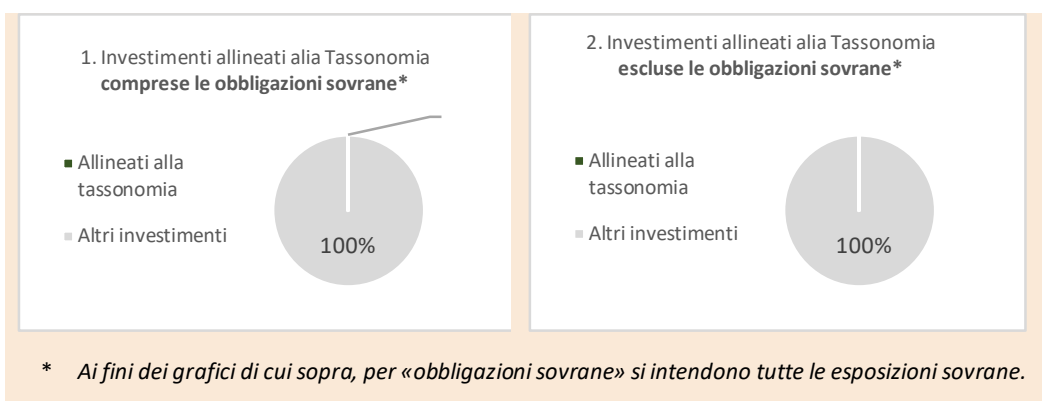 1. Investimenti allineati alia Tassonomia
comprese le obbligazioni sovrane*
Allineati alla
tassonomia
Altri investimenti
100%
2. Investimenti allineati alia Tassonomia
escluse le obbligazioni sovrane*
Allineati alla
tassonomia
Altri investimenti
100%
* Ai fini dei grafici di cui sopra, per «obbligazioni sovrane» si intendono tutte le esposizioni sovrane.